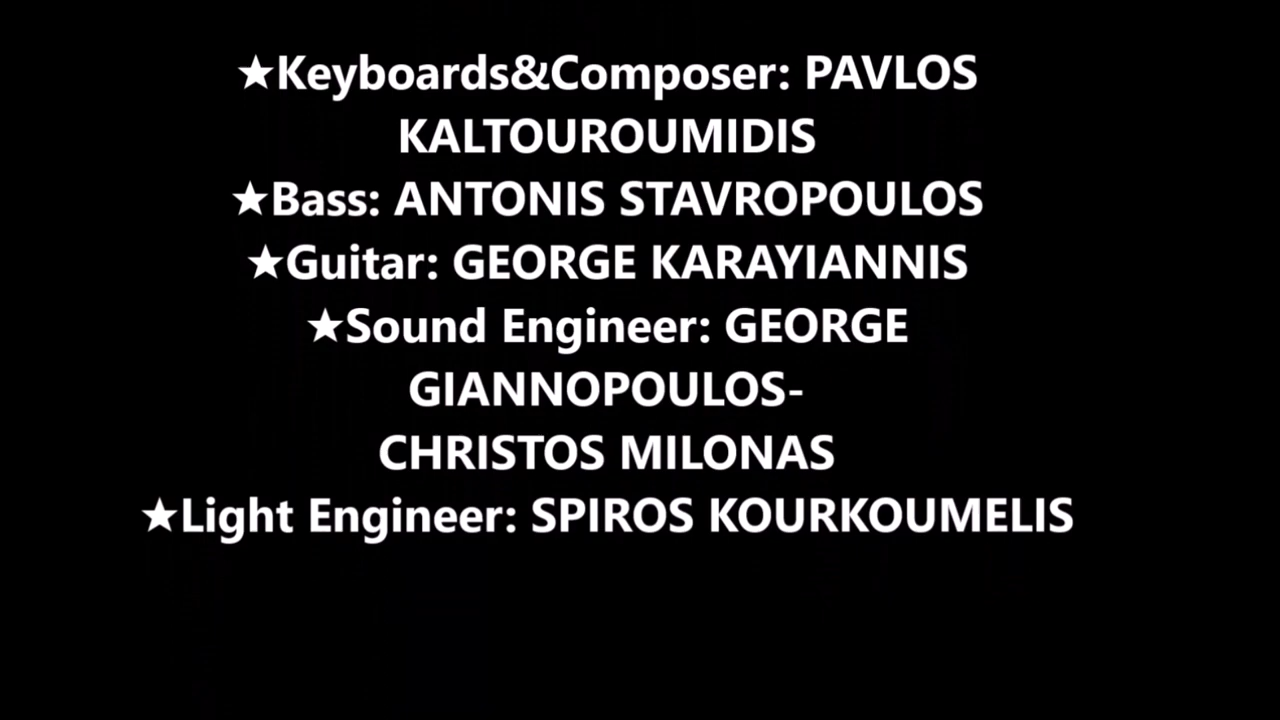 ★Keyboards&Composer: PAVLOS
KALTOUROUMIDIS
★Bass: ANTONIS STAVROPOULOS
★Guitar: GEORGE KARAYIANNIS
★Sound Engineer: GEORGE
GIANNOPOULOS-
CHRISTOS MILONAS
★Light Engineer: SPIROS KOURKOUMELIS